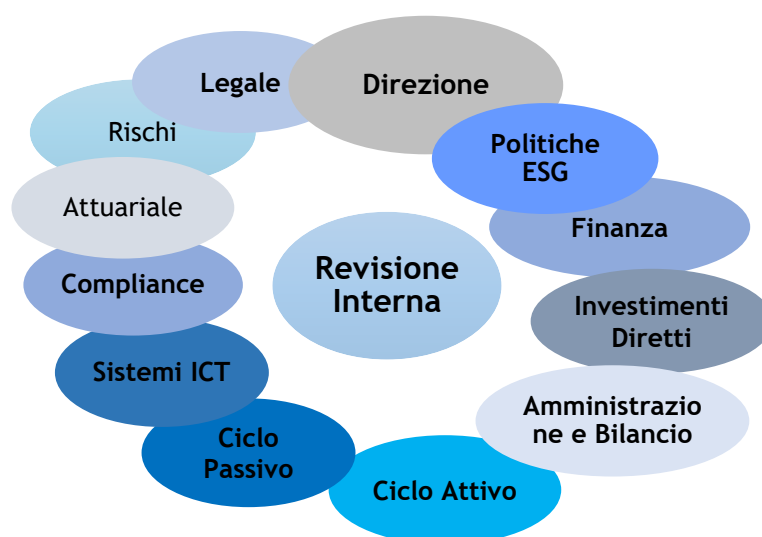 Legale
Direzione
Rischi
Politiche
ESG
Attuariale
Finanza
Compliance
Revisione
Interna
Investimenti
Diretti
Sistemi ICT
Amministrazio
ne e Bilancio
Ciclo
Passivo
Ciclo Attivo